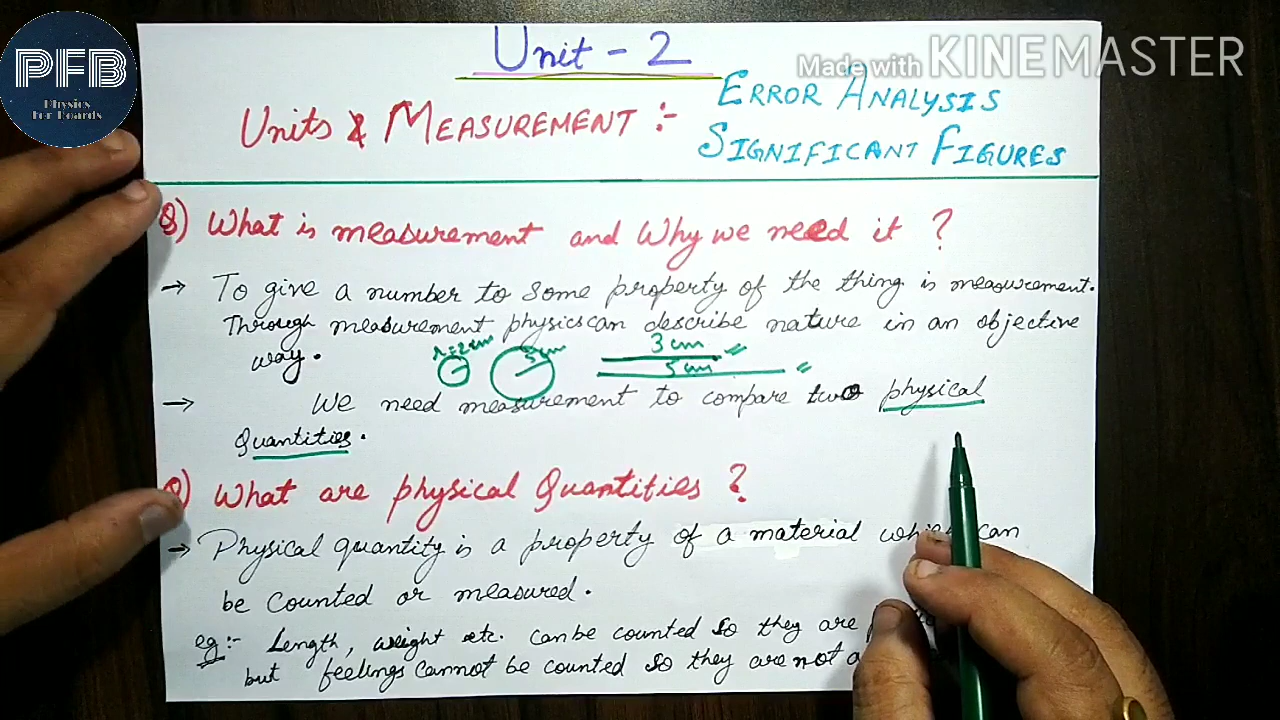 PFB
Physics
For Boards
Made with KINEMASTER
Unit - 2
Units & MEASUREMENT :-
ERROR ANALYSIS
SIGNIFICANT FIGURES
Q) What is measurement and Why we need it ?
→ To give a number to some property of the thing is measurement.
Through measurement physics can describe nature in an objective
way.
r=2cm
3cm
3cm
5cm
→ We need measurement to compare two physical
Quantities.
Q) What are physical Quantities ?
→ Physical quantity is a property of a material which can
be counted or measured.
eg:- Length, weight etc. can be counted so they are
but feelings cannot be counted so they are not a